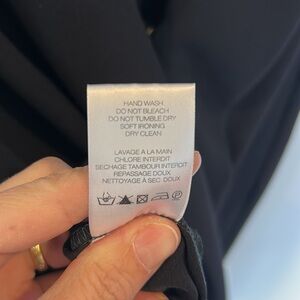 HAND WASH
DO NOT BLEACH
DO NOT TUMBLE DRY
SOFT IRONING
DRY CLEAN
LAVAGE A LA MAIN
CHLORE INTERDIT
SECHAGE TAMBOUR INTERDIT
REPASSAGE DOUX
NETTOYAGE A SEC. DOUX